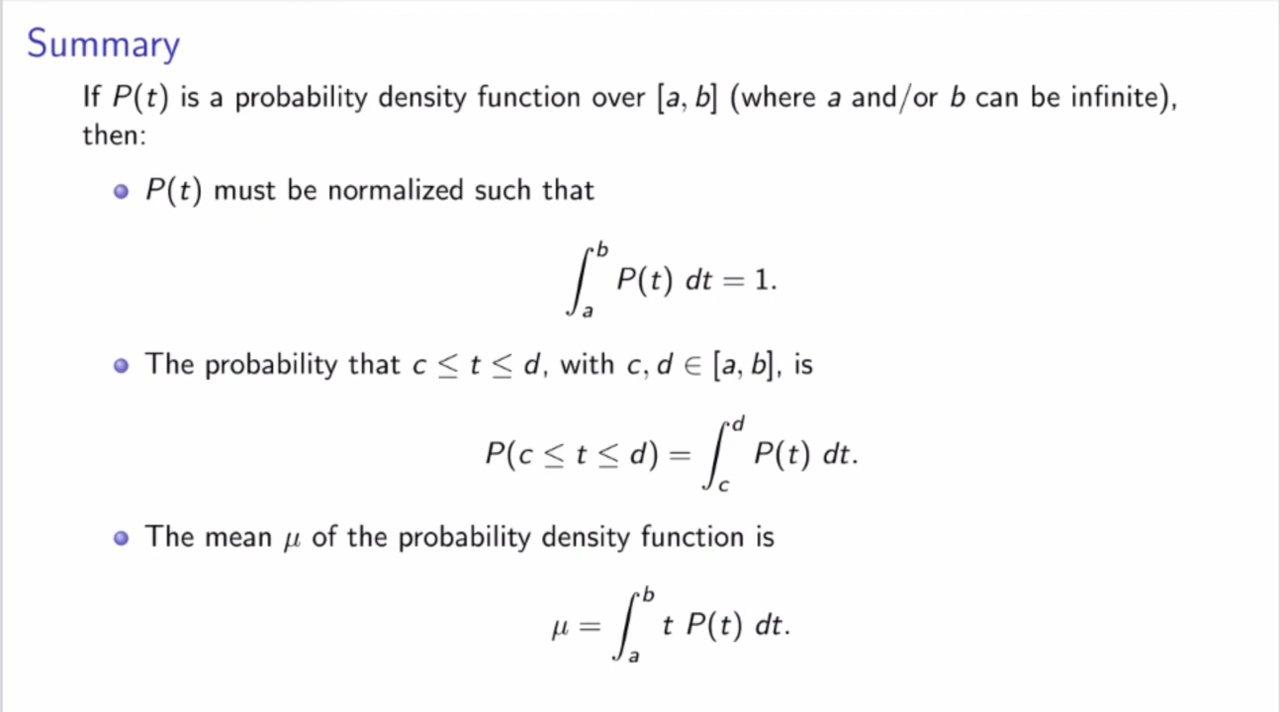 Summary
If P(t) is a probability density function over [a, b] (where a and/or b can be infinite),
then:
P(t) must be normalized such that
∫_a^b P(t) dt = 1.
The probability that c ≤ t ≤ d, with c, d ∈ [a, b], is
P(c ≤ t ≤ d) = ∫_c^d P(t) dt.
The mean μ of the probability density function is
μ = ∫_a^b t P(t) dt.